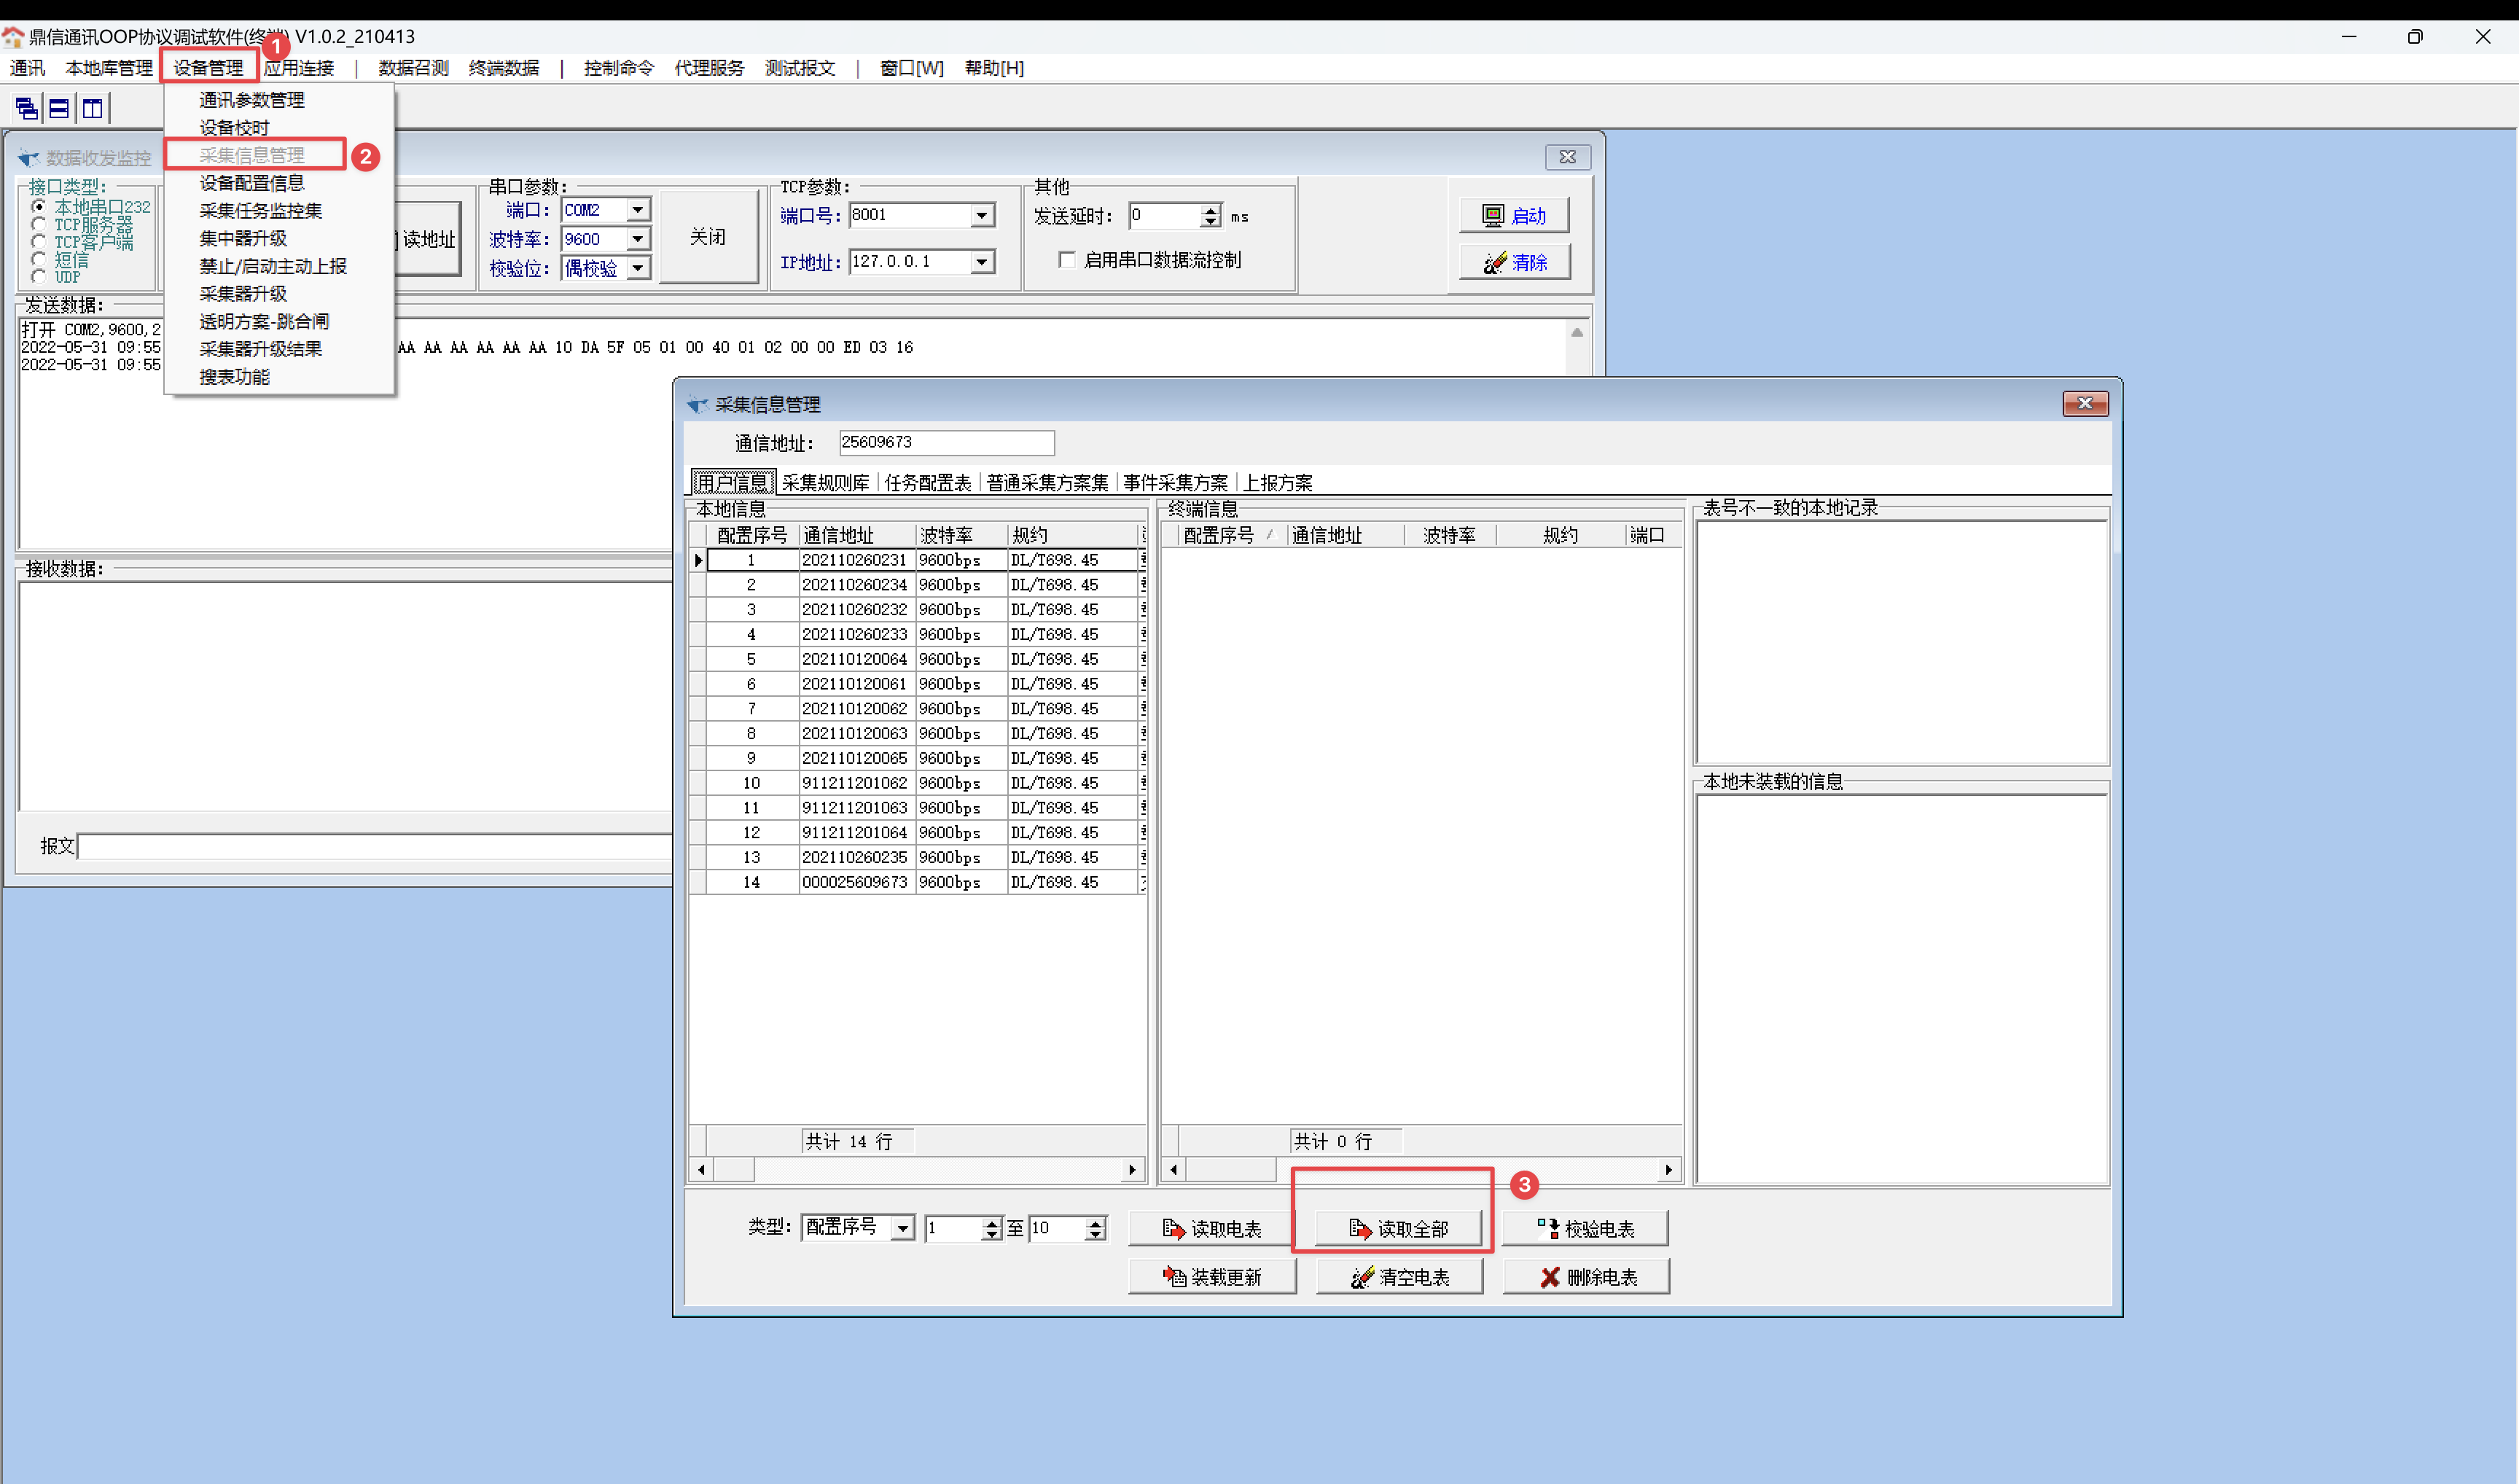 鼎信通讯OOP协议调试软件(终端) V1.0.2_210413
1
通讯 本地库管理 设备管理 应用连接 | 数据召测 终端数据 | 控制命令 代理服务 测试报文 | 窗口[W] 帮助[H]
通讯参数管理
设备校时
采集信息管理
2
设备配置信息
采集任务监控集
集中器升级
禁止/启动主动上报
采集器升级
透明方案-跳合闸
采集器升级结果
搜表功能
数据收发监控
接口类型:
本地串口232
TCP服务器
TCP客户端
短信
UDP
读地址
串口参数:
端口: COM2
波特率: 9600
校验位: 偶校验
关闭
TCP参数:
端口号: 8001
IP地址: 127.0.0.1
其他
发送延时: 0 ms
启用串口数据流控制
启动
清除
发送数据:
打开 COM2,9600,2
2022-05-31 09:55 AA AA AA AA AA AA 10 DA 5F 05 01 00 40 01 02 00 00 ED 03 16
2022-05-31 09:55
接收数据:
报文
采集信息管理
通信地址: 25609673
用户信息 采集规则库 任务配置表 普通采集方案集 事件采集方案 上报方案
本地信息
配置序号 通信地址 波特率 规约
1 202110260231 9600bps DL/T698.45
2 202110260234 9600bps DL/T698.45
3 202110260232 9600bps DL/T698.45
4 202110260233 9600bps DL/T698.45
5 202110120064 9600bps DL/T698.45
6 202110120061 9600bps DL/T698.45
7 202110120062 9600bps DL/T698.45
8 202110120063 9600bps DL/T698.45
9 202110120065 9600bps DL/T698.45
10 911211201062 9600bps DL/T698.45
11 911211201063 9600bps DL/T698.45
12 911211201064 9600bps DL/T698.45
13 202110260235 9600bps DL/T698.45
14 000025609673 9600bps DL/T698.45
共计 14 行
终端信息
配置序号 通信地址 波特率 规约 端口
共计 0 行
表号不一致的本地记录
本地未装载的信息
3
类型: 配置序号 1 至 10
读取电表 读取全部 校验电表
装载更新 清空电表 删除电表